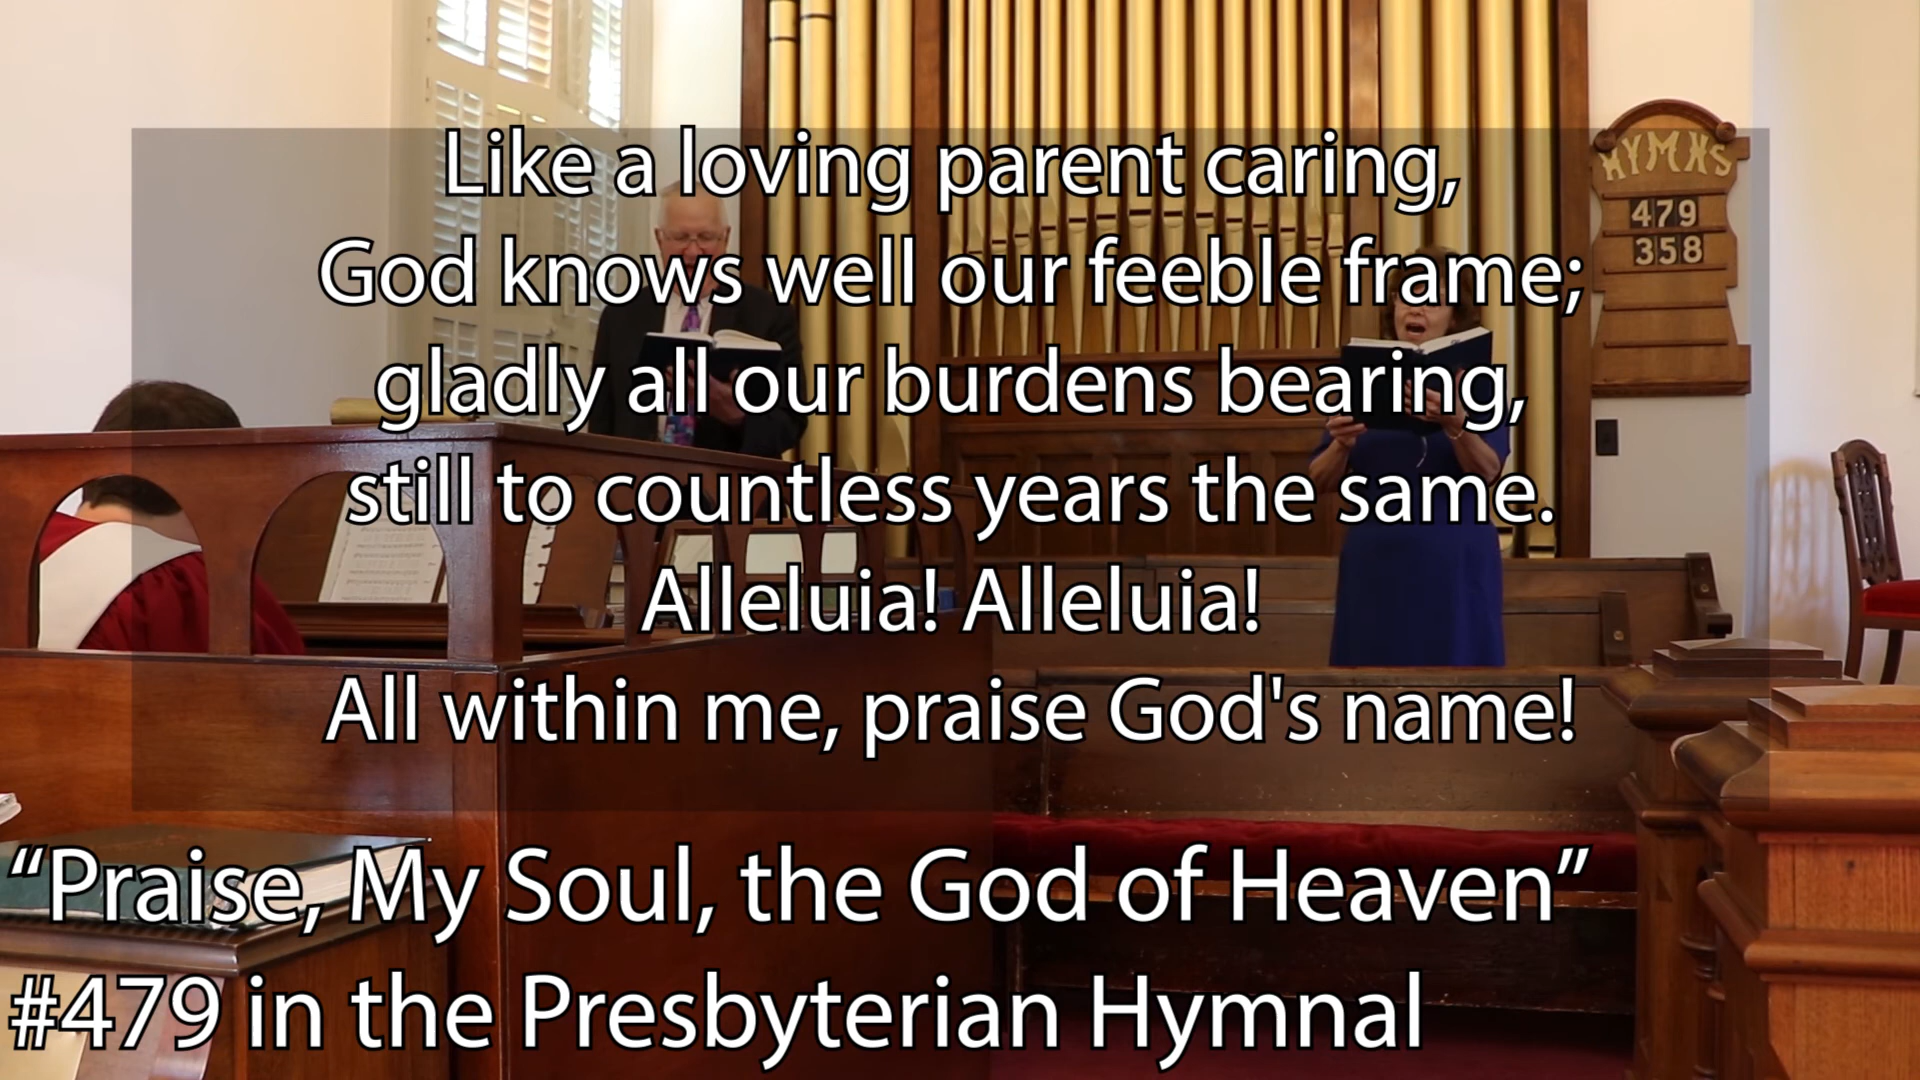 Like a loving parent caring,
God knows well our feeble frame;
gladly all our burdens bearing,
still to countless years the same.
Alleluia! Alleluia!
All within me, praise God's name!
HYMNS
479
358
“Praise, My Soul, the God of Heaven”
#479 in the Presbyterian Hymnal